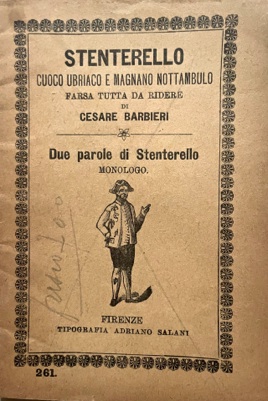 STENTERELLO
CUOCO UBRIACO E MAGNANO NOTTAMBULO
FARSA TUTTA DA RIDERE
DI
CESARE BARBIERI
Due parole di Stenterello
MONOLOGO.
FIRENZE
TIPOGRAFIA ADRIANO SALANI
261.